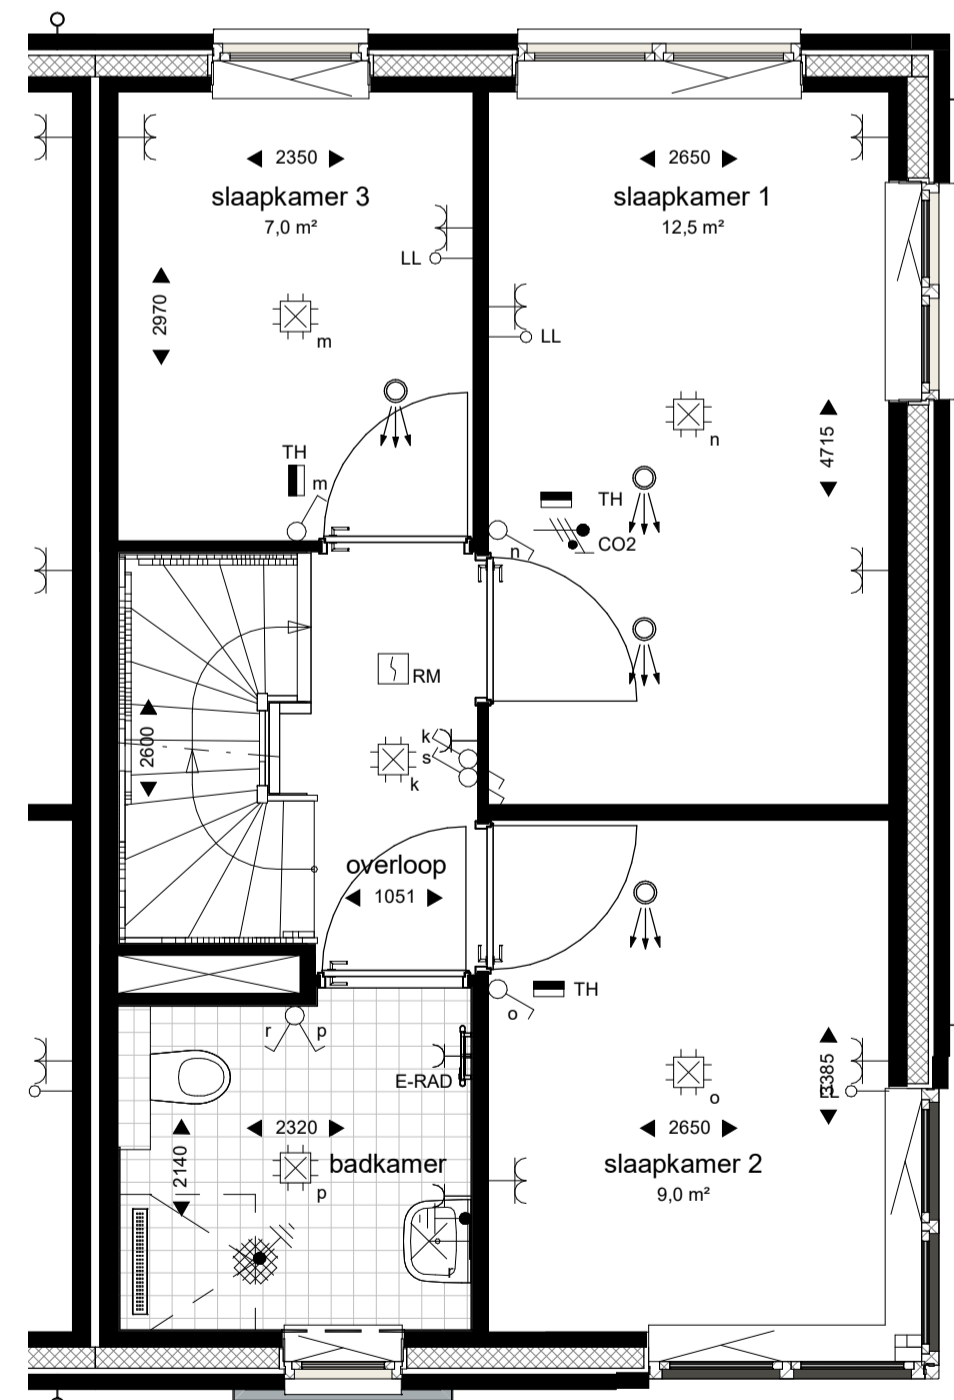 2350
slaapkamer 3
7,0 m²
2650
slaapkamer 1
12,5 m²
LL
2970
m
LL
n
4715
TH
m
TH
n
CO2
RM
2600
k
s
k
overloop
1051
TH
o
r
p
E-RAD
o
3385
2320
2650
2140
badkamer
slaapkamer 2
p
9,0 m²
r